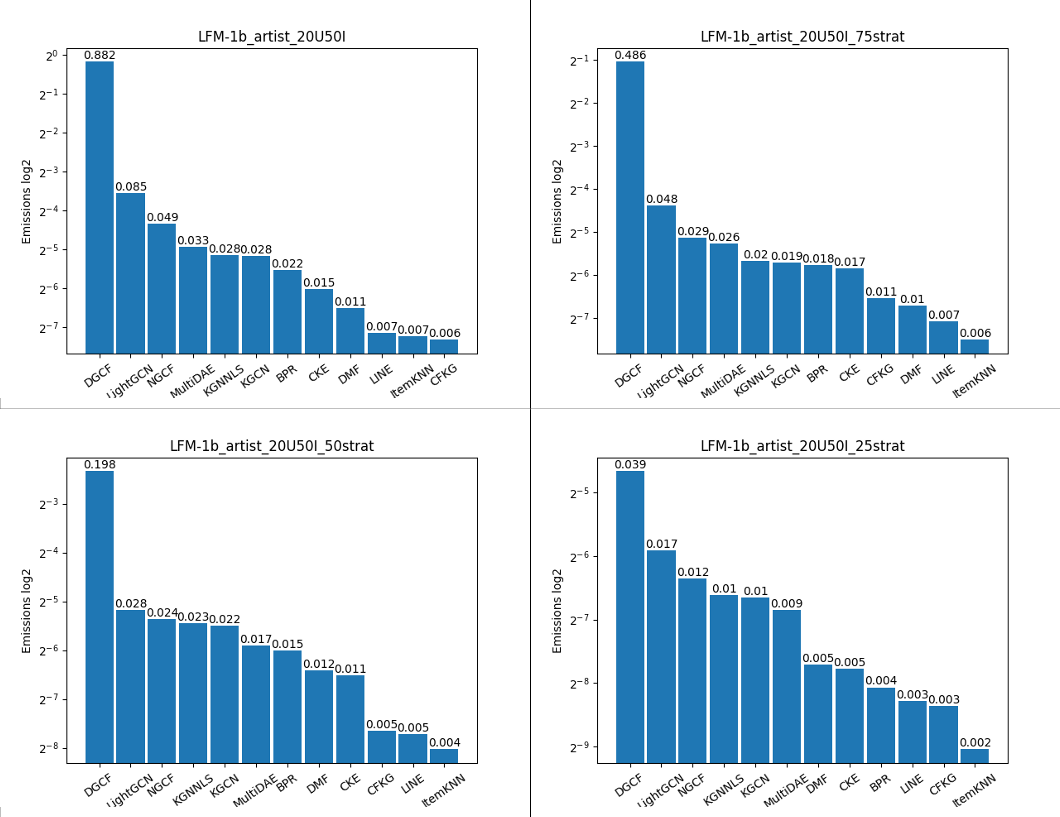 LFM-1b_artist_20U50I
Emissions log2
2^0
2^-1
2^-2
2^-3
2^-4
2^-5
2^-6
2^-7
0.882
0.085
0.049
0.033
0.028
0.028
0.022
0.015
0.011
0.007
0.007
0.006
DGCF
LightGCN
NGCF
MultiDAE
KGNNLS
KGCN
BPR
CKE
DMF
LINE
ItemKNN
CFKG
LFM-1b_artist_20U50I_75strat
Emissions log2
2^-1
2^-2
2^-3
2^-4
2^-5
2^-6
2^-7
0.486
0.048
0.029
0.026
0.02
0.019
0.018
0.017
0.011
0.01
0.007
0.006
DGCF
LightGCN
NGCF
MultiDAE
KGNNLS
KGCN
BPR
CKE
CFKG
DMF
LINE
ItemKNN
LFM-1b_artist_20U50I_50strat
Emissions log2
2^-3
2^-4
2^-5
2^-6
2^-7
2^-8
0.198
0.028
0.024
0.023
0.022
0.017
0.015
0.012
0.011
0.005
0.005
0.004
DGCF
LightGCN
NGCF
KGNNLS
KGCN
MultiDAE
BPR
DMF
CKE
CFKG
LINE
ItemKNN
LFM-1b_artist_20U50I_25strat
Emissions log2
2^-5
2^-6
2^-7
2^-8
2^-9
0.039
0.017
0.012
0.01
0.01
0.009
0.005
0.005
0.004
0.003
0.003
0.002
DGCF
LightGCN
NGCF
KGNNLS
KGCN
MultiDAE
DMF
CKE
BPR
LINE
CFKG
ItemKNN